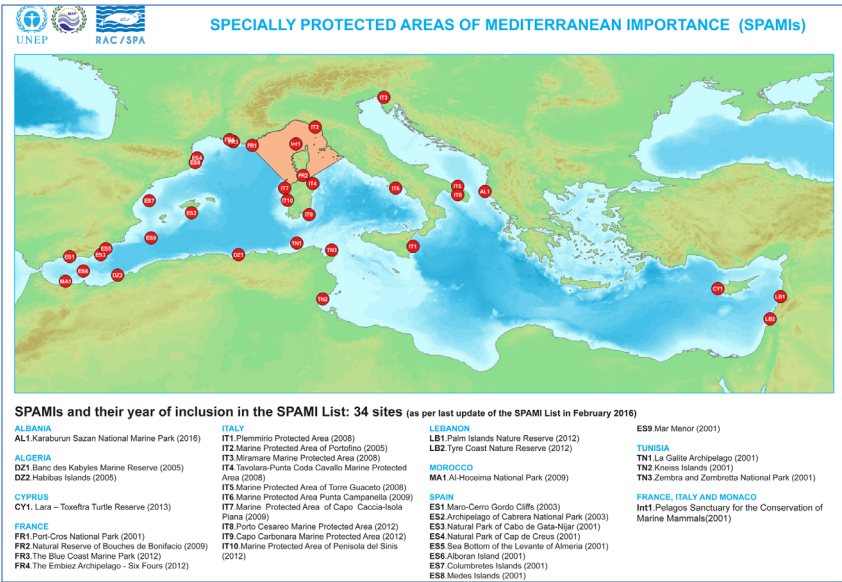 UNEP
MAP
RAC/SPA
SPECIALLY PROTECTED AREAS OF MEDITERRANEAN IMPORTANCE (SPAMIs)
IT3
IT2
FR3
FR1
Int1
ES4
ES8
FR2
IT7
IT4
IT6
IT5
IT8
AL1
ES7
ES2
IT10
IT9
ES9
ES5
ES3
ES1
ES6
MA1
DZ2
DZ1
TN1
TN3
IT1
TN2
CY1
LB1
LB2
SPAMIs and their year of inclusion in the SPAMI List: 34 sites (as per last update of the SPAMI List in February 2016)
ALBANIA
AL1.Karaburun Sazan National Marine Park (2016)
ALGERIA
DZ1.Banc des Kabyles Marine Reserve (2005)
DZ2.Habibas Islands (2005)
CYPRUS
CY1. Lara – Toxeftra Turtle Reserve (2013)
FRANCE
FR1.Port-Cros National Park (2001)
FR2.Natural Reserve of Bouches de Bonifacio (2009)
FR3.The Blue Coast Marine Park (2012)
FR4.The Embiez Archipelago - Six Fours (2012)
ITALY
IT1.Plemmirio Protected Area (2008)
IT2.Marine Protected Area of Portofino (2005)
IT3.Miramare Marine Protected Area (2008)
IT4.Tavolara-Punta Coda Cavallo Marine Protected
Area (2008)
IT5.Marine Protected Area of Torre Guaceto (2008)
IT6.Marine Protected Area Punta Campanella (2009)
IT7.Marine Protected Area of Capo Caccia-Isola
Piana (2009)
IT8.Porto Cesareo Marine Protected Area (2012)
IT9.Capo Carbonara Marine Protected Area (2012)
IT10.Marine Protected Area of Penisola del Sinis
(2012)
LEBANON
LB1.Palm Islands Nature Reserve (2012)
LB2.Tyre Coast Nature Reserve (2012)
MOROCCO
MA1.Al-Hoceima National Park (2009)
SPAIN
ES1.Maro-Cerro Gordo Cliffs (2003)
ES2.Archipelago of Cabrera National Park (2003)
ES3.Natural Park of Cabo de Gata-Nijar (2001)
ES4.Natural Park of Cap de Creus (2001)
ES5.Sea Bottom of the Levante of Almeria (2001)
ES6.Alboran Island (2001)
ES7.Columbretes Islands (2001)
ES8.Medes Islands (2001)
ES9.Mar Menor (2001)
TUNISIA
TN1.La Galite Archipelago (2001)
TN2.Kneiss Islands (2001)
TN3.Zembra and Zembretta National Park (2001)
FRANCE, ITALY AND MONACO
Int1.Pelagos Sanctuary for the Conservation of
Marine Mammals(2001)